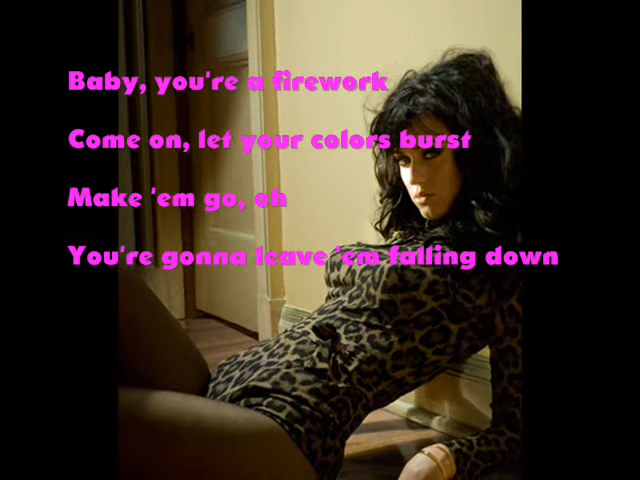 Baby, you're a firework
Come on, let your colors burst
Make 'em go, oh
You're gonna leave 'em falling down